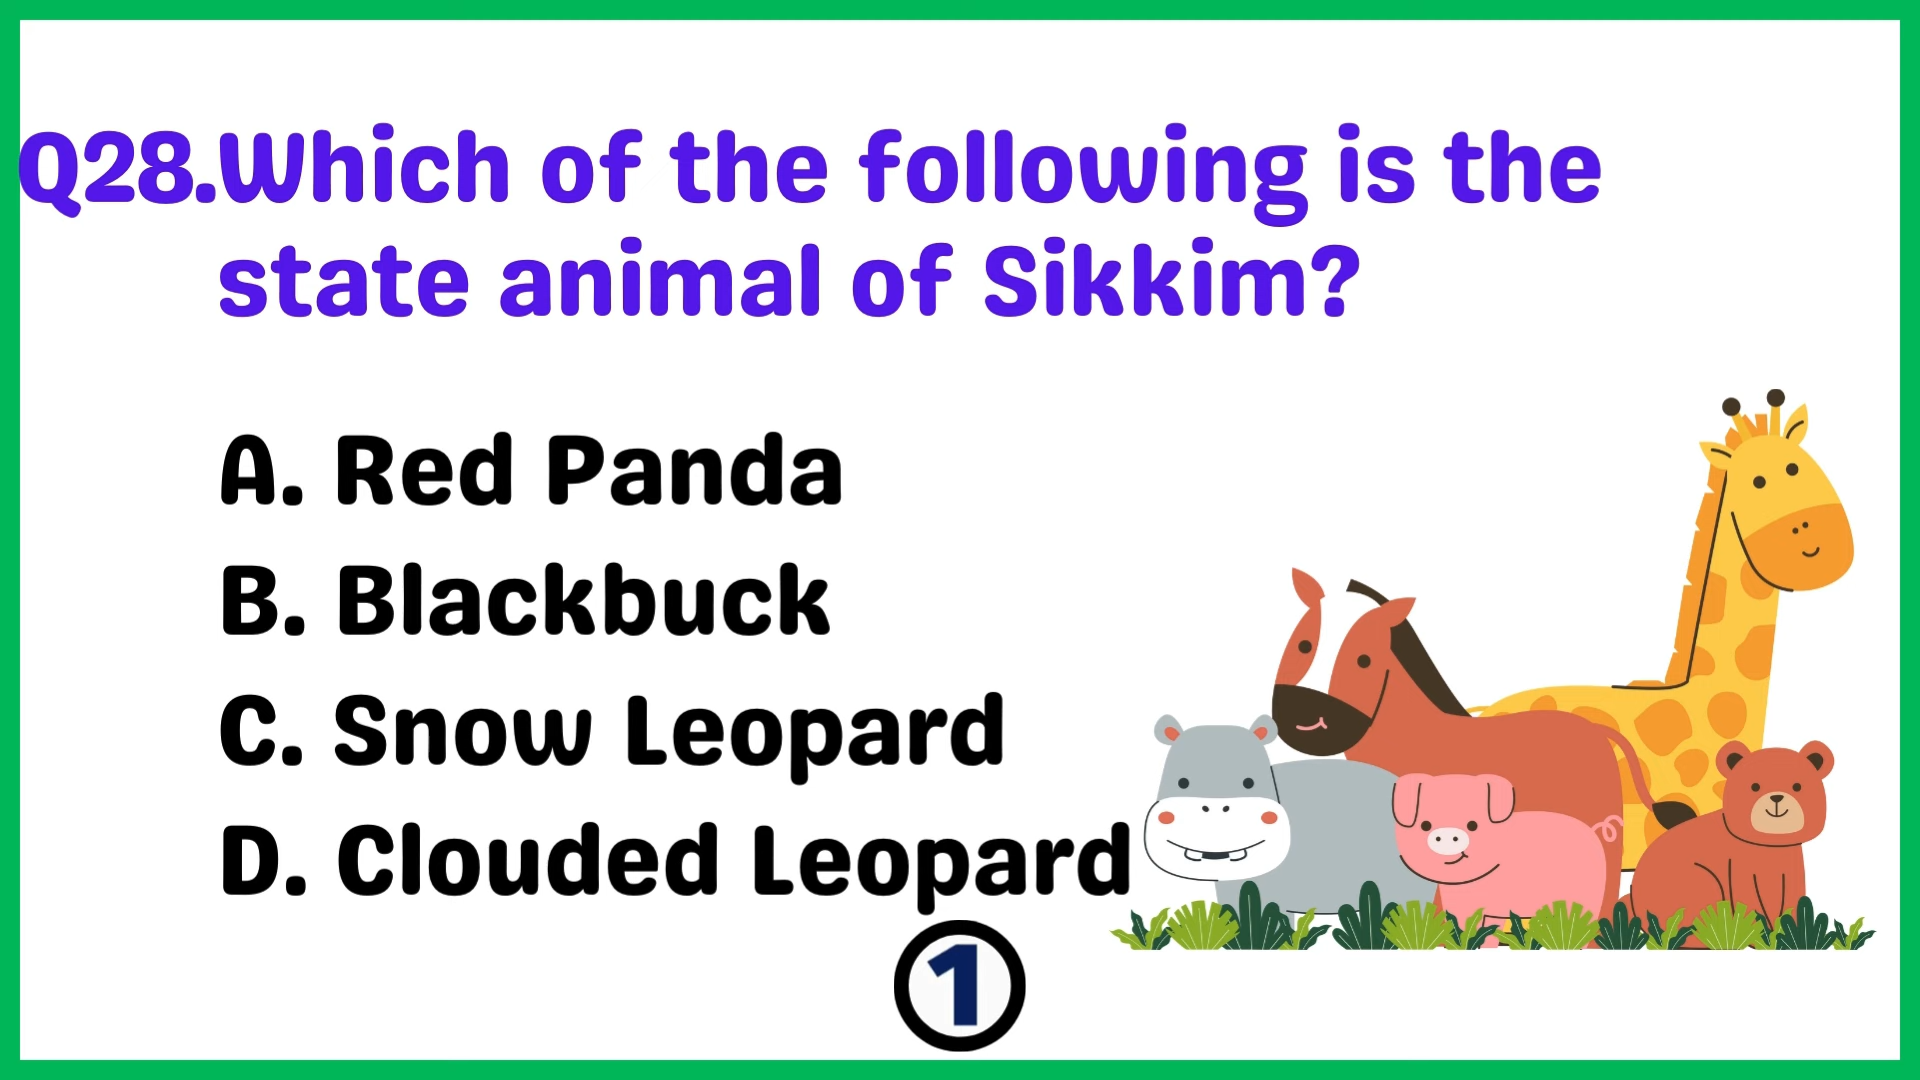 Q28.Which of the following is the
state animal of Sikkim?
A. Red Panda
B. Blackbuck
C. Snow Leopard
D. Clouded Leopard
1